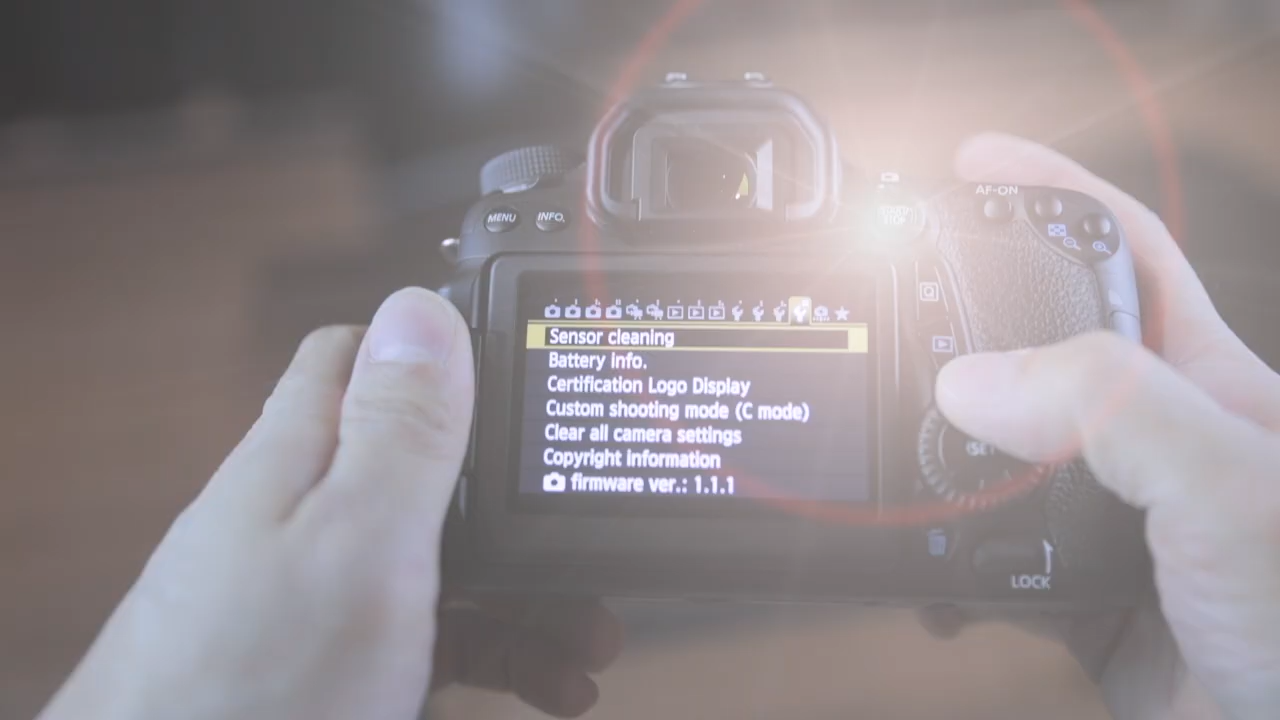 AF-ON
MENU
INFO.
Q
Sensor cleaning
Battery info.
Certification Logo Display
Custom shooting mode (C mode)
Clear all camera settings
Copyright information
firmware ver.: 1.1.1
SET
LOCK